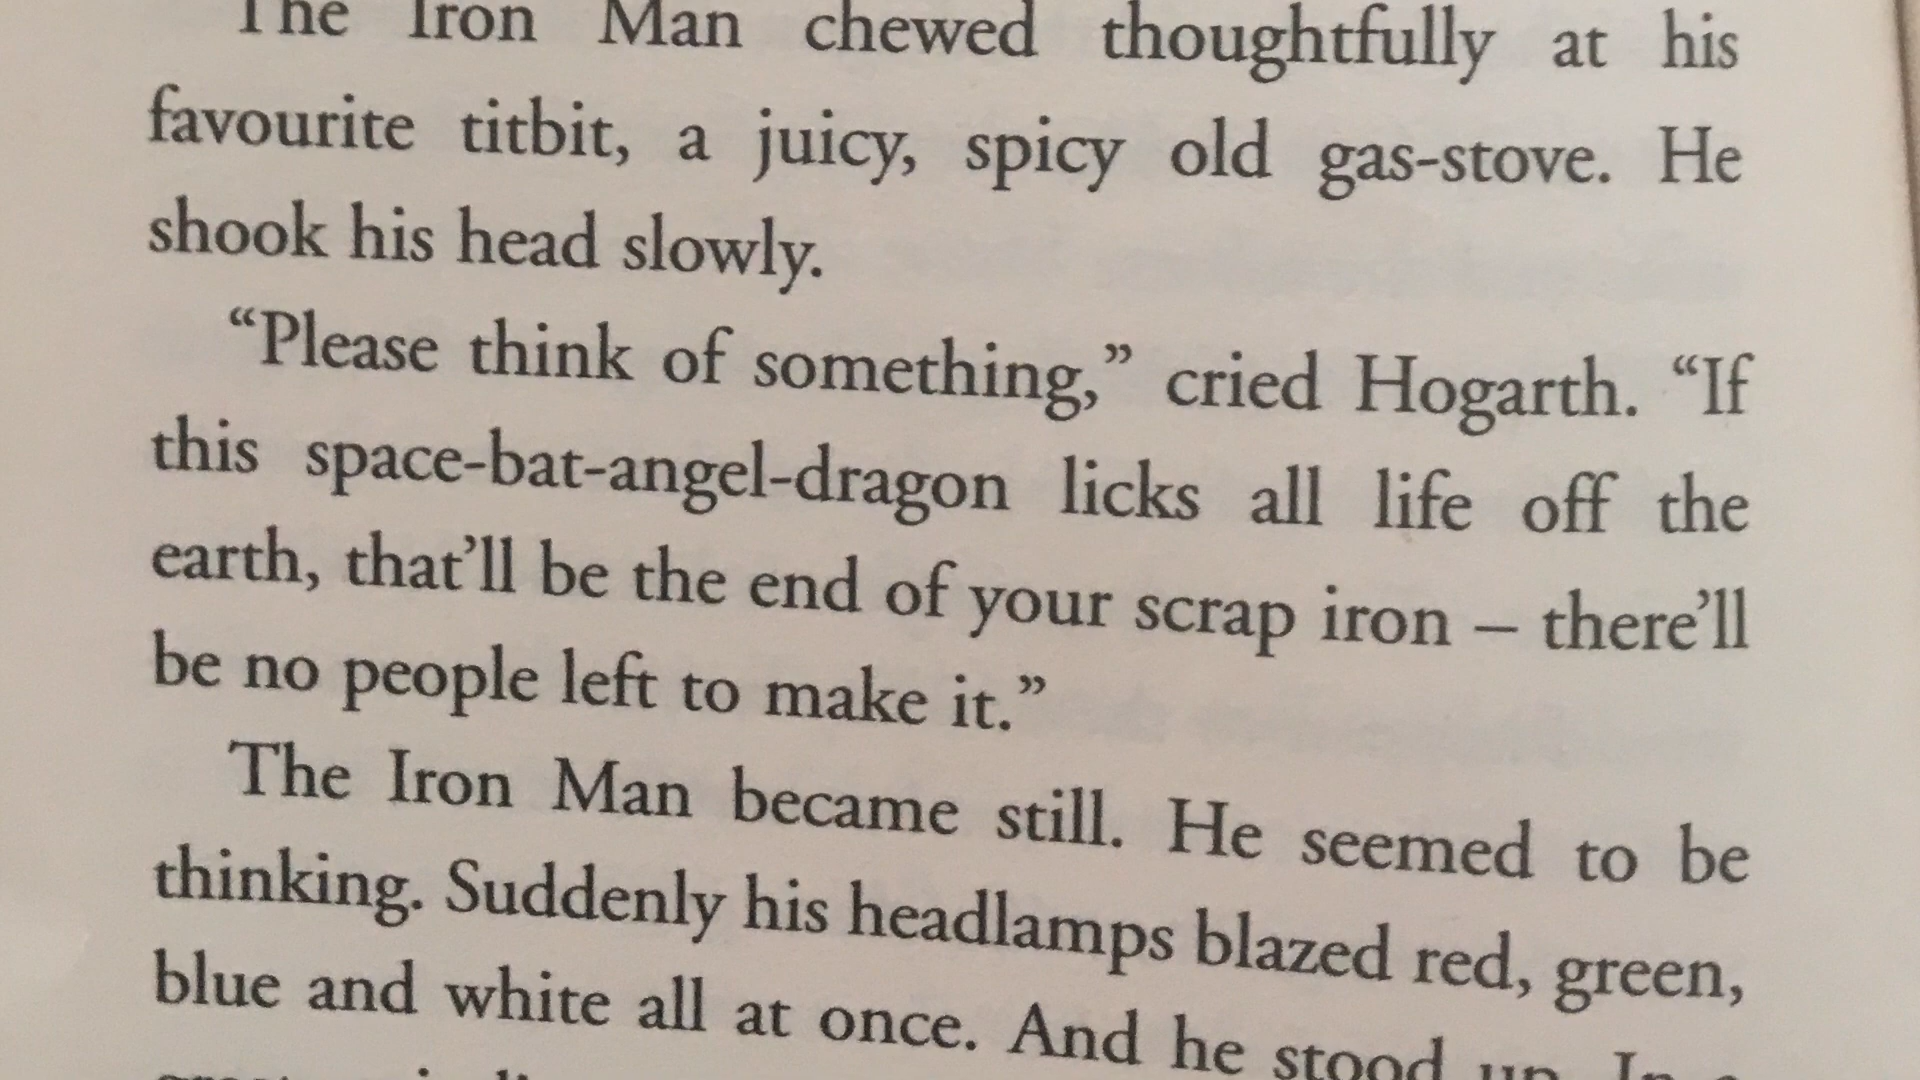 The Iron Man chewed thoughtfully at his
favourite titbit, a juicy, spicy old gas-stove. He
shook his head slowly.
“Please think of something,” cried Hogarth. “If
this space-bat-angel-dragon licks all life off the
earth, that’ll be the end of your scrap iron – there’ll
be no people left to make it.”
The Iron Man became still. He seemed to be
thinking. Suddenly his headlamps blazed red, green,
blue and white all at once. And he stood up. In a